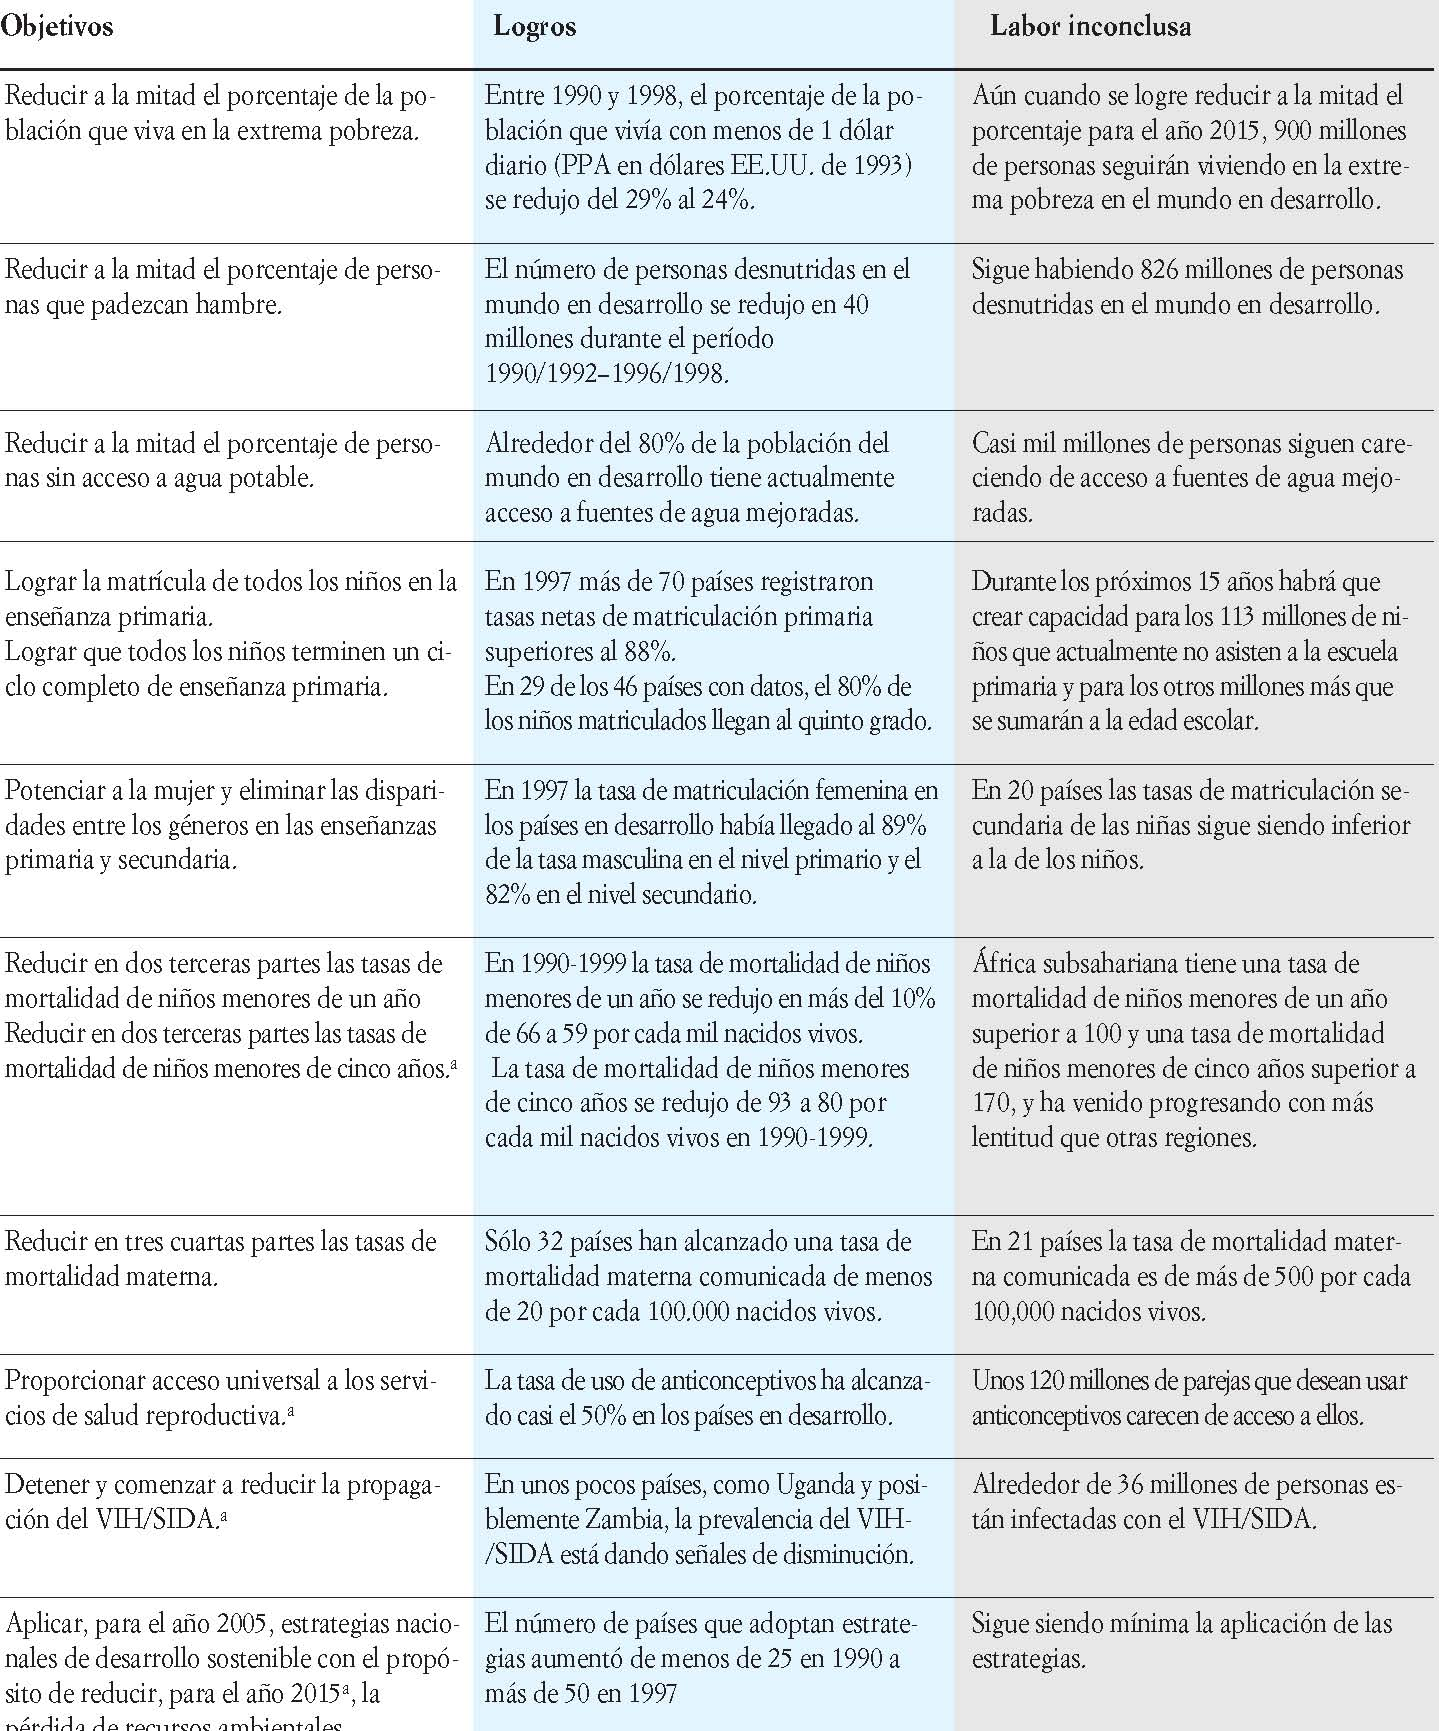 Objetivos
Logros
Labor inconclusa
Reducir a la mitad el porcentaje de la po-
blación que viva en la extrema pobreza.
Entre 1990 y 1998, el porcentaje de la po-
blación que vivía con menos de 1 dólar
diario (PPA en dólares EE.UU. de 1993)
se redujo del 29% al 24%.
Aún cuando se logre reducir a la mitad el
porcentaje para el año 2015, 900 millones
de personas seguirán viviendo en la extre-
ma pobreza en el mundo en desarrollo.
Reducir a la mitad el porcentaje de perso-
nas que padezcan hambre.
El número de personas desnutridas en el
mundo en desarrollo se redujo en 40
millones durante el período
1990/1992–1996/1998.
Sigue habiendo 826 millones de personas
desnutridas en el mundo en desarrollo.
Reducir a la mitad el porcentaje de perso-
nas sin acceso a agua potable.
Alrededor del 80% de la población del
mundo en desarrollo tiene actualmente
acceso a fuentes de agua mejoradas.
Casi mil millones de personas siguen care-
ciendo de acceso a fuentes de agua mejo-
radas.
Lograr la matrícula de todos los niños en la
enseñanza primaria.
Lograr que todos los niños terminen un ci-
clo completo de enseñanza primaria.
En 1997 más de 70 países registraron
tasas netas de matriculación primaria
superiores al 88%.
En 29 de los 46 países con datos, el 80% de
los niños matriculados llegan al quinto grado.
Durante los próximos 15 años habrá que
crear capacidad para los 113 millones de ni-
ños que actualmente no asisten a la escuela
primaria y para los otros millones más que
se sumarán a la edad escolar.
Potenciar a la mujer y eliminar las dispari-
dades entre los géneros en las enseñanzas
primaria y secundaria.
En 1997 la tasa de matriculación femenina en
los países en desarrollo había llegado al 89%
de la tasa masculina en el nivel primario y el
82% en el nivel secundario.
En 20 países las tasas de matriculación se-
cundaria de las niñas sigue siendo inferior
a la de los niños.
Reducir en dos terceras partes las tasas de
mortalidad de niños menores de un año
Reducir en dos terceras partes las tasas de
mortalidad de niños menores de cinco años.ª
En 1990-1999 la tasa de mortalidad de niños
menores de un año se redujo en más del 10%
de 66 a 59 por cada mil nacidos vivos.
La tasa de mortalidad de niños menores
de cinco años se redujo de 93 a 80 por
cada mil nacidos vivos en 1990-1999.
África subsahariana tiene una tasa de
mortalidad de niños menores de un año
superior a 100 y una tasa de mortalidad
de niños menores de cinco años superior a
170, y ha venido progresando con más
lentitud que otras regiones.
Reducir en tres cuartas partes las tasas de
mortalidad materna.
Sólo 32 países han alcanzado una tasa de
mortalidad materna comunicada de menos
de 20 por cada 100.000 nacidos vivos.
En 21 países la tasa de mortalidad mater-
na comunicada es de más de 500 por cada
100,000 nacidos vivos.
Proporcionar acceso universal a los servi-
cios de salud reproductiva.ª
La tasa de uso de anticonceptivos ha alcanza-
do casi el 50% en los países en desarrollo.
Unos 120 millones de parejas que desean usar
anticonceptivos carecen de acceso a ellos.
Detener y comenzar a reducir la propaga-
ción del VIH/SIDA.ª
En unos pocos países, como Uganda y posi-
blemente Zambia, la prevalencia del VIH-
/SIDA está dando señales de disminución.
Alrededor de 36 millones de personas es-
tán infectadas con el VIH/SIDA.
Aplicar, para el año 2005, estrategias nacio-
nales de desarrollo sostenible con el propó-
sito de reducir, para el año 2015ª, la
pérdida de recursos ambientales
El número de países que adoptan estrate-
gias aumentó de menos de 25 en 1990 a
más de 50 en 1997
Sigue siendo mínima la aplicación de las
estrategias.